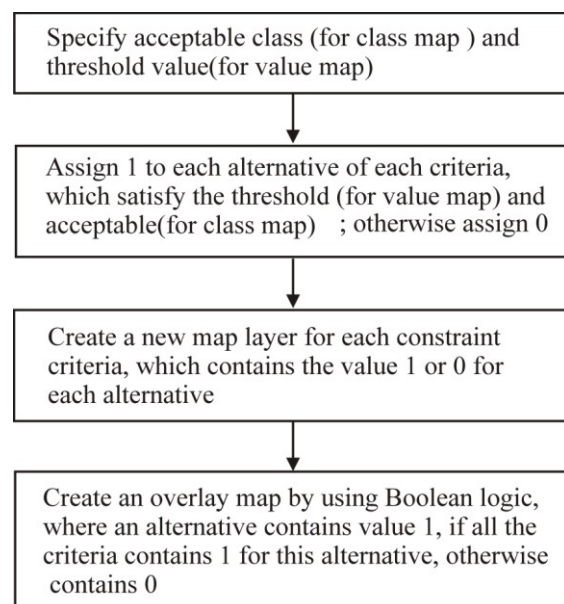 Specify acceptable class (for class map ) and
threshold value(for value map)
Assign 1 to each alternative of each criteria,
which satisfy the threshold (for value map) and
acceptable(for class map) ; otherwise assign 0
Create a new map layer for each constraint
criteria, which contains the value 1 or 0 for
each alternative
Create an overlay map by using Boolean logic,
where an alternative contains value 1, if all the
criteria contains 1 for this alternative, otherwise
contains 0